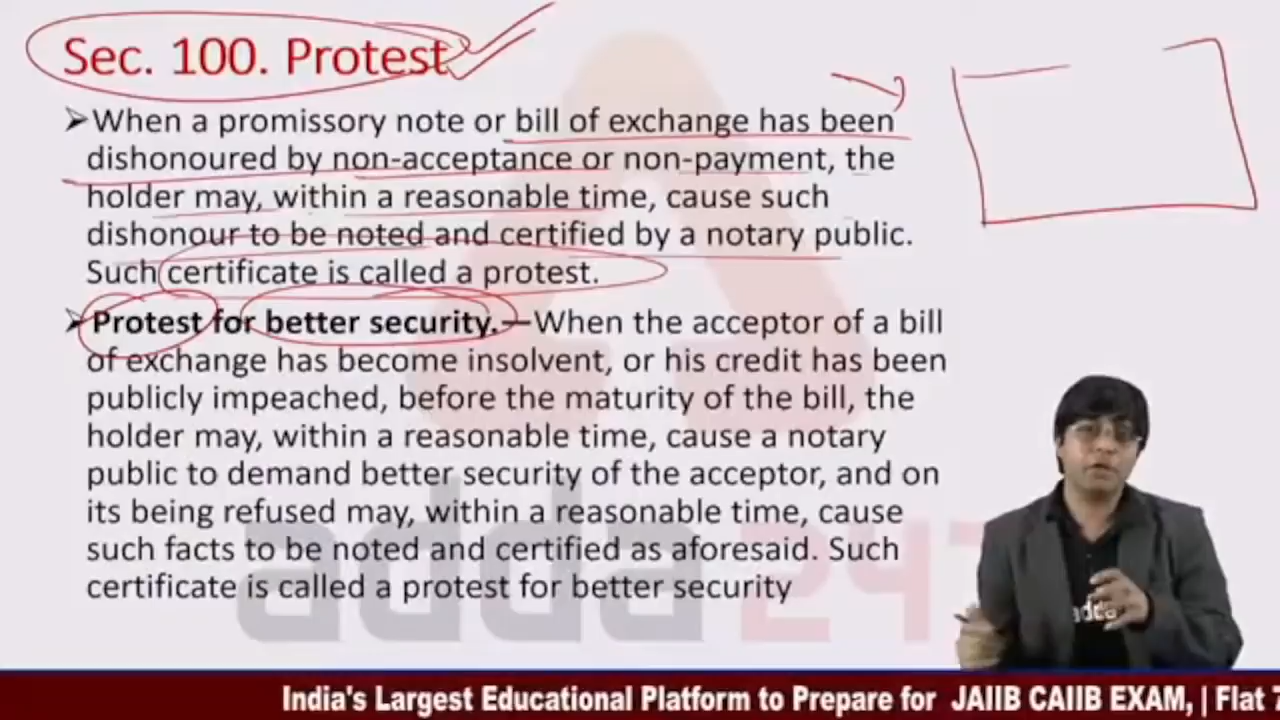 Sec. 100. Protest
➤When a promissory note or bill of exchange has been
dishonoured by non-acceptance or non-payment, the
holder may, within a reasonable time, cause such
dishonour to be noted and certified by a notary public.
Such certificate is called a protest.
➤Protest for better security.—When the acceptor of a bill
of exchange has become insolvent, or his credit has been
publicly impeached, before the maturity of the bill, the
holder may, within a reasonable time, cause a notary
public to demand better security of the acceptor, and on
its being refused may, within a reasonable time, cause
such facts to be noted and certified as aforesaid. Such
certificate is called a protest for better security
adda 247
adda
India's Largest Educational Platform to Prepare for JAIIB CAIIB EXAM, | Flat 7